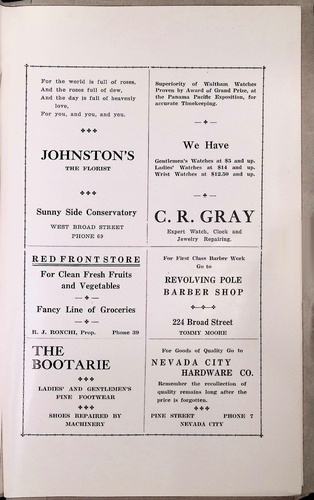 For the world is full of roses,
And the roses full of dew,
And the day is full of heavenly
love,
For you, and you, and you.
JOHNSTON'S
THE FLORIST
Sunny Side Conservatory
WEST BROAD STREET
PHONE 69
Superiority of Waltham Watches
Proven by Award of Grand Prize, at
the Panama Pacific Exposition, for
accurate Timekeeping.
We Have
Gentlemen's Watches at $5 and up.
Ladies' Watches at $14 and up.
Wrist Watches at $12.50 and up.
C. R. GRAY
Expert Watch, Clock and
Jewelry Repairing.
RED FRONT STORE
For Clean Fresh Fruits
and Vegetables
Fancy Line of Groceries
R. J. RONCHI, Prop. Phone 39
For First Class Barber Work
Go to
REVOLVING POLE
BARBER SHOP
224 Broad Street
TOMMY MOORE
THE
BOOTARIE
LADIES' AND GENTLEMEN'S
FINE FOOTWEAR
SHOES REPAIRED BY
MACHINERY
For Goods of Quality Go to
NEVADA CITY
HARDWARE CO.
Remember the recollection of
quality remains long after the
price is forgotten.
PINE STREET PHONE 7
NEVADA CITY